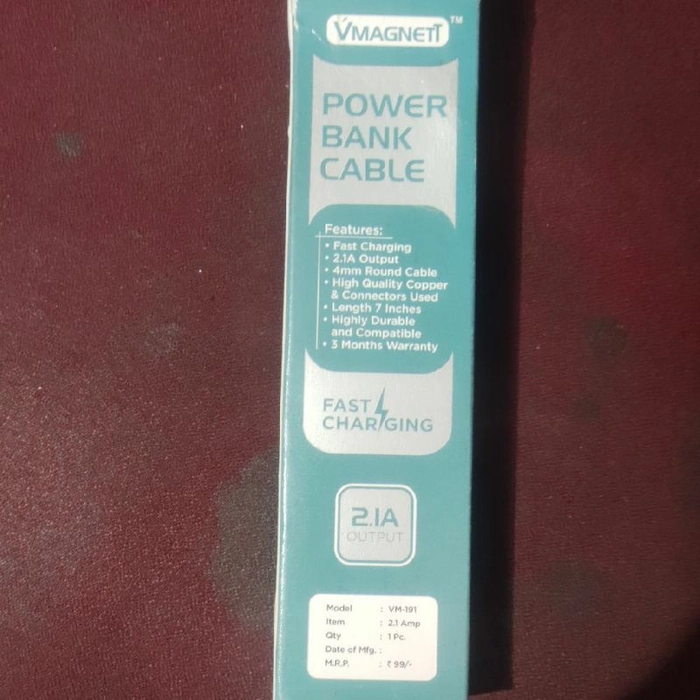 VMAGNETT™
POWER
BANK
CABLE
Features:
• Fast Charging
• 2.1A Output
• 4mm Round Cable
• High Quality Copper
& Connectors Used
• Length 7 Inches
• Highly Durable
and Compatible
• 3 Months Warranty
FAST
CHARGING
2.1A
OUTPUT
Model : VM-191
Item : 2.1 Amp
Qty : 1 Pc.
Date of Mfg. :
M.R.P. : ₹ 99/-